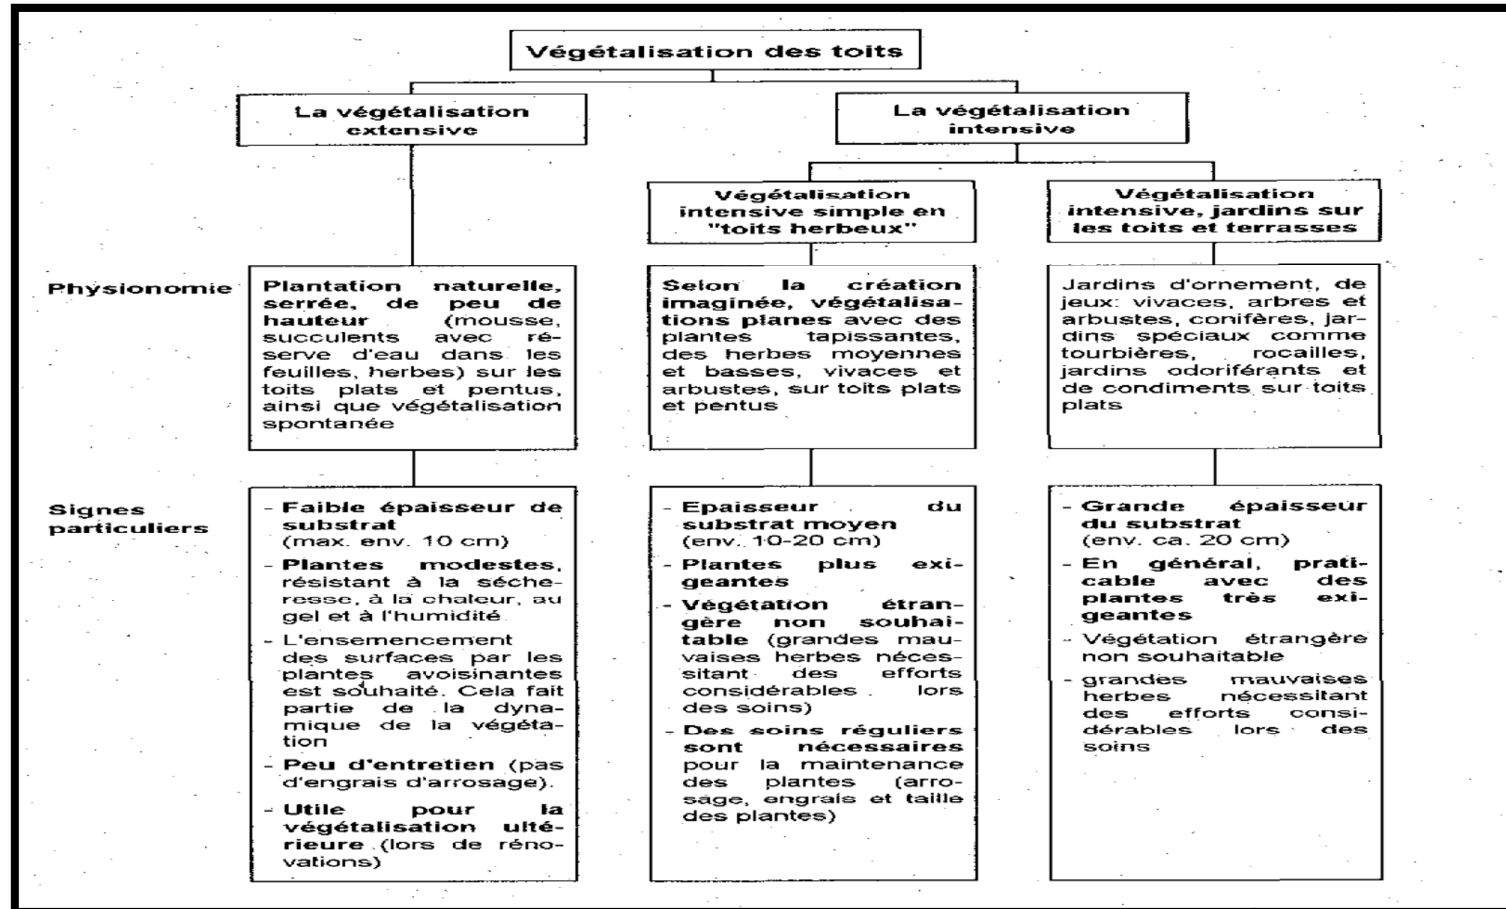 Végétalisation des toits
La végétalisation
extensive
La végétalisation
intensive
Végétalisation
intensive simple en
"toits herbeux"
Végétalisation
intensive, jardins sur
les toits et terrasses
Physionomie
Plantation naturelle,
serrée, de peu de
hauteur (mousse,
succulents avec ré-
serve d'eau dans les
feuilles, herbes) sur les
toits plats et pentus,
ainsi que végétalisation
spontanée
Selon la création
imaginée, végétalisa-
tions planes avec des
plantes tapissantes,
des herbes moyennes
et basses, vivaces et
arbustes, sur toits plats
et pentus
Jardins d'ornement, de
jeux: vivaces, arbres et
arbustes, conifères, jar-
dins spéciaux comme
tourbières, rocailles,
jardins odoriférants et
de condiments sur toits
plats
Signes
particuliers
- Faible épaisseur de
substrat
(max. env. 10 cm)
- Plantes modestes,
résistant à la séche-
resse, à la chaleur, au
gel et à l'humidité
- L'ensemencement
des surfaces par les
plantes avoisinantes
est souhaité. Cela fait
partie de la dyna-
mique de la végéta-
tion
- Peu d'entretien (pas
d'engrais d'arrosage).
- Utile pour la
végétalisation ulté-
rieure (lors de réno-
vations)
- Epaisseur du
substrat moyen
(env. 10-20 cm)
- Plantes plus exi-
geantes
- Végétation étran-
gère non souhai-
table (grandes mau-
vaises herbes néces-
sitant des efforts
considérables lors
des soins)
- Des soins réguliers
sont nécessaires
pour la maintenance
des plantes (arro-
sage, engrais et taille
des plantes)
- Grande épaisseur
du substrat
(env. ca. 20 cm)
- En général, prati-
cable avec des
plantes très exi-
geantes
- Végétation étrangère
non souhaitable
- grandes mauvaises
herbes nécessitant
des efforts consi-
dérables lors des
soins